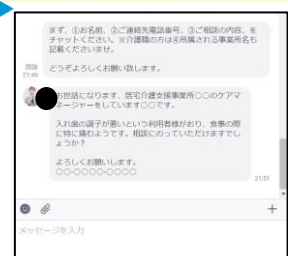 まず、①お名前、②ご連絡先電話番号、③ご相談の内容、を
チャットください。※介護職の方は④所属される事業所名も
記載くださいませ。
どうぞよろしくお願い致します。
既読
21:49
お世話になります、居宅介護支援事業所○○のケアマ
ネージャーをしています○○です。
入れ歯の調子が悪いという利用者様がおり、食事の際
に特に痛むようです。相談にのっていただけますでし
ょうか？
よろしくお願いします。
○○-○○○○-○○○○
21:51
メッセージを入力